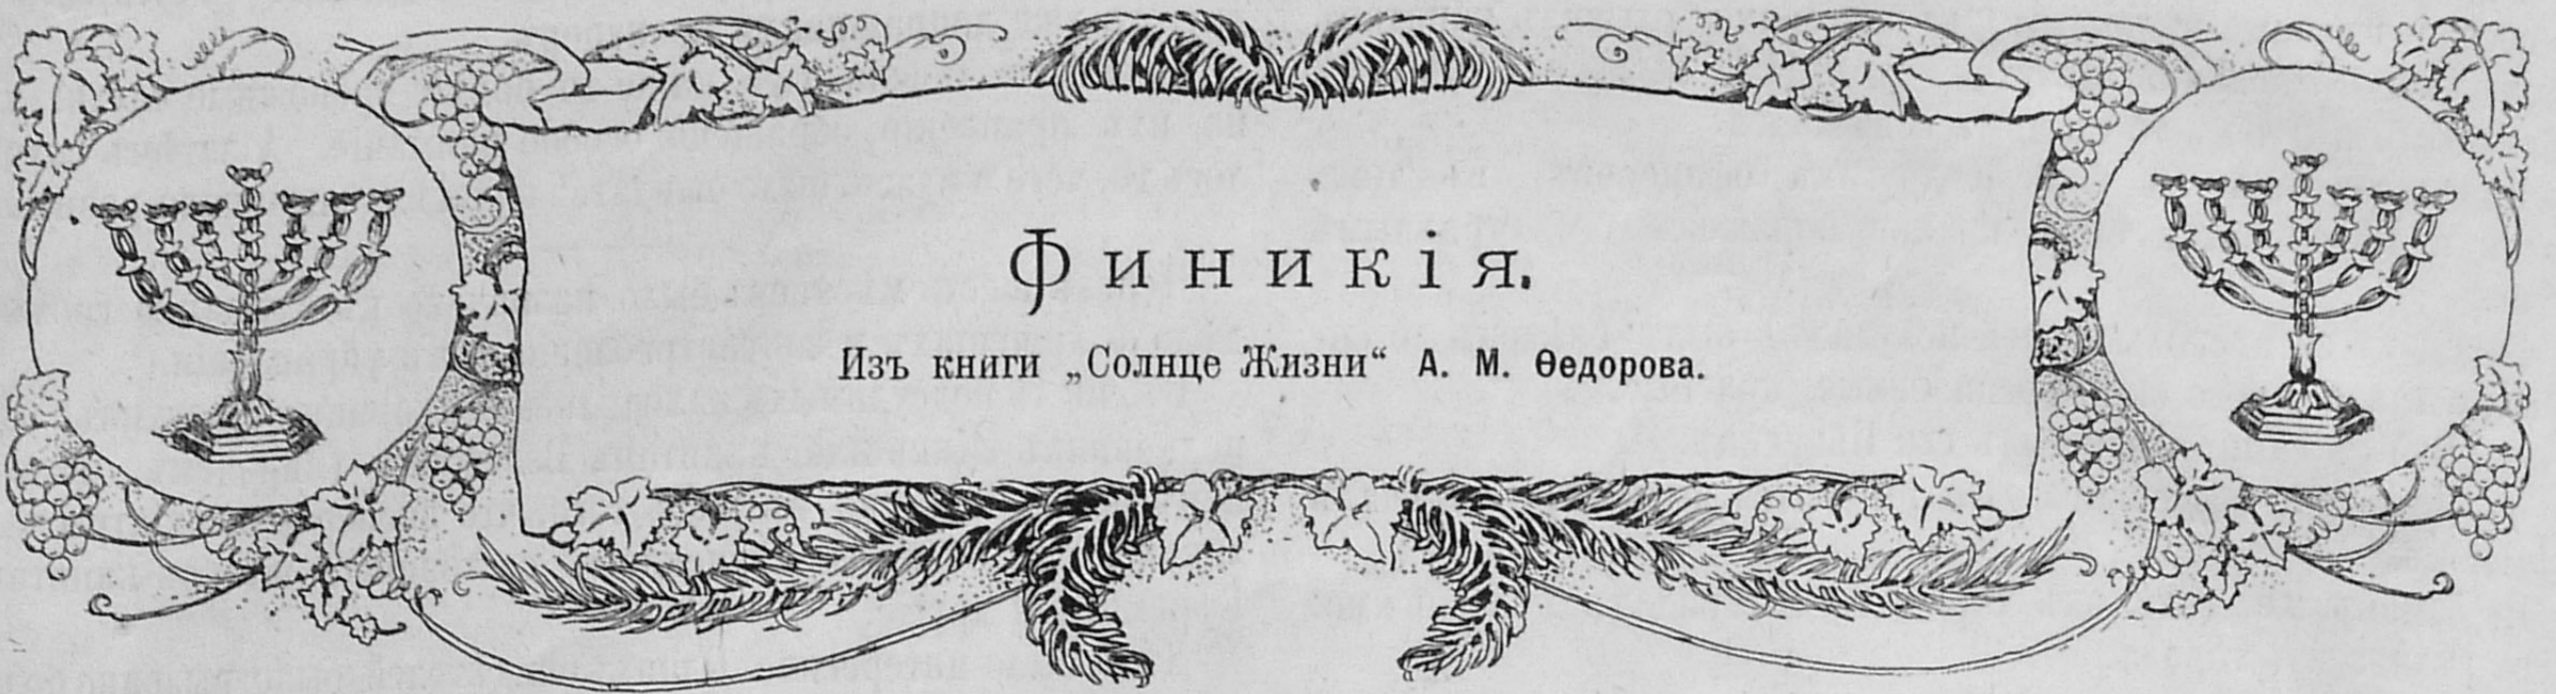 Финикія.
Изъ книги „Солнце Жизни“ А. М. Ѳедорова.